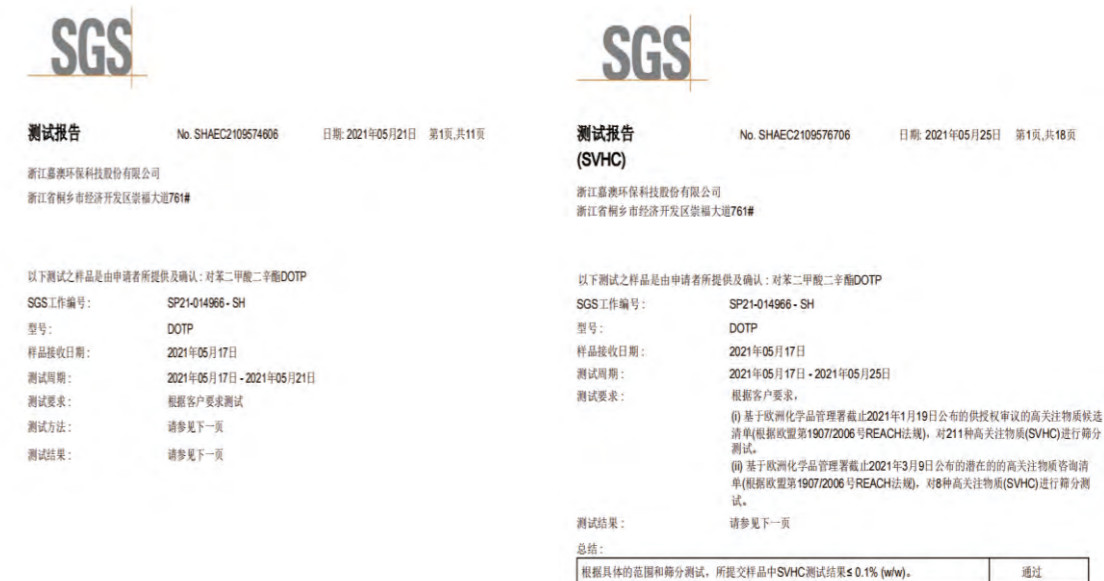 SGS
测试报告 No. SHAEC2109574606 日期: 2021年05月21日 第1页,共11页
浙江嘉澳环保科技股份有限公司
浙江省桐乡市经济开发区崇福大道761#
以下测试之样品是由申请者所提供及确认 : 对苯二甲酸二辛酯DOTP
SGS工作编号 : SP21-014966 - SH
型号 : DOTP
样品接收日期 : 2021年05月17日
测试周期 : 2021年05月17日 - 2021年05月21日
测试要求 : 根据客户要求测试
测试方法 : 请参见下一页
测试结果 : 请参见下一页
SGS
测试报告 No. SHAEC2109576706 日期: 2021年05月25日 第1页,共18页
(SVHC)
浙江嘉澳环保科技股份有限公司
浙江省桐乡市经济开发区崇福大道761#
以下测试之样品是由申请者所提供及确认 : 对苯二甲酸二辛酯DOTP
SGS工作编号 : SP21-014966 - SH
型号 : DOTP
样品接收日期 : 2021年05月17日
测试周期 : 2021年05月17日 - 2021年05月25日
测试要求 : 根据客户要求，
(i) 基于欧洲化学品管理署截止2021年1月19日公布的供授权审议的高关注物质候选
清单(根据欧盟第1907/2006号REACH法规)，对211种高关注物质(SVHC)进行筛分
测试。
(ii) 基于欧洲化学品管理署截止2021年3月9日公布的潜在的的高关注物质咨询清
单(根据欧盟第1907/2006号REACH法规)，对8种高关注物质(SVHC)进行筛分测
试。
测试结果 : 请参见下一页
总结 :
根据具体的范围和筛分测试，所提交样品中SVHC测试结果≤ 0.1% (w/w)。 通过